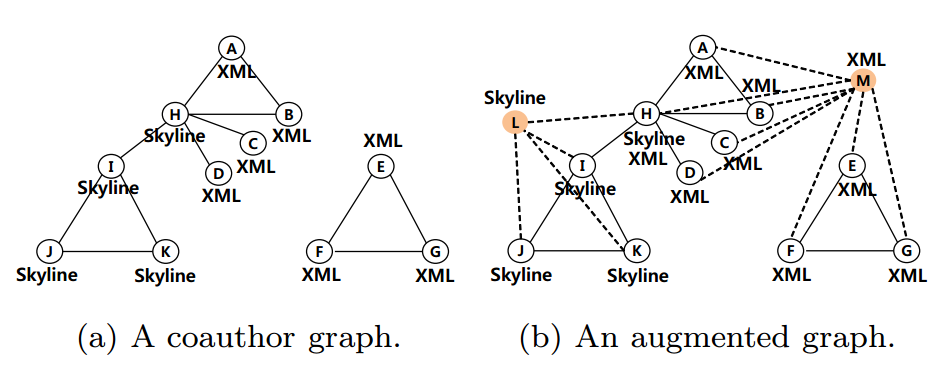 A
XML
H
Skyline
B
XML
C
XML
D
XML
I
Skyline
J
Skyline
K
Skyline
XML
E
F
XML
G
XML
(a) A coauthor graph.
Skyline
L
A
XML
XML
M
XML
B
H
Skyline
XML
C
XML
D
XML
I
Skyline
J
Skyline
K
Skyline
E
XML
F
XML
G
XML
(b) An augmented graph.